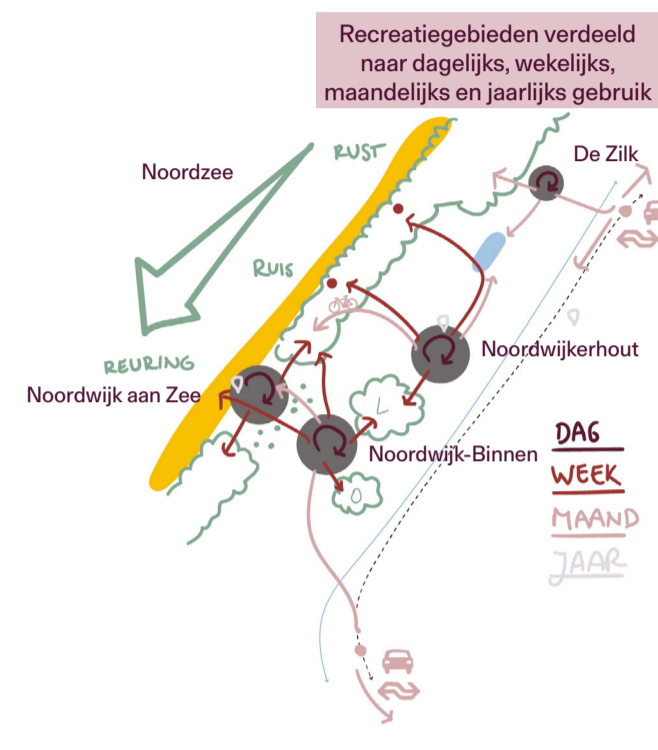 Recreatiegebieden verdeeld
naar dagelijks, wekelijks,
maandelijks en jaarlijks gebruik
RUST
De Zilk
Noordzee
RUIS
Noordwijkerhout
REURING
Noordwijk aan Zee
L
Noordwijk-Binnen
O
DAG
WEEK
MAAND
JAAR